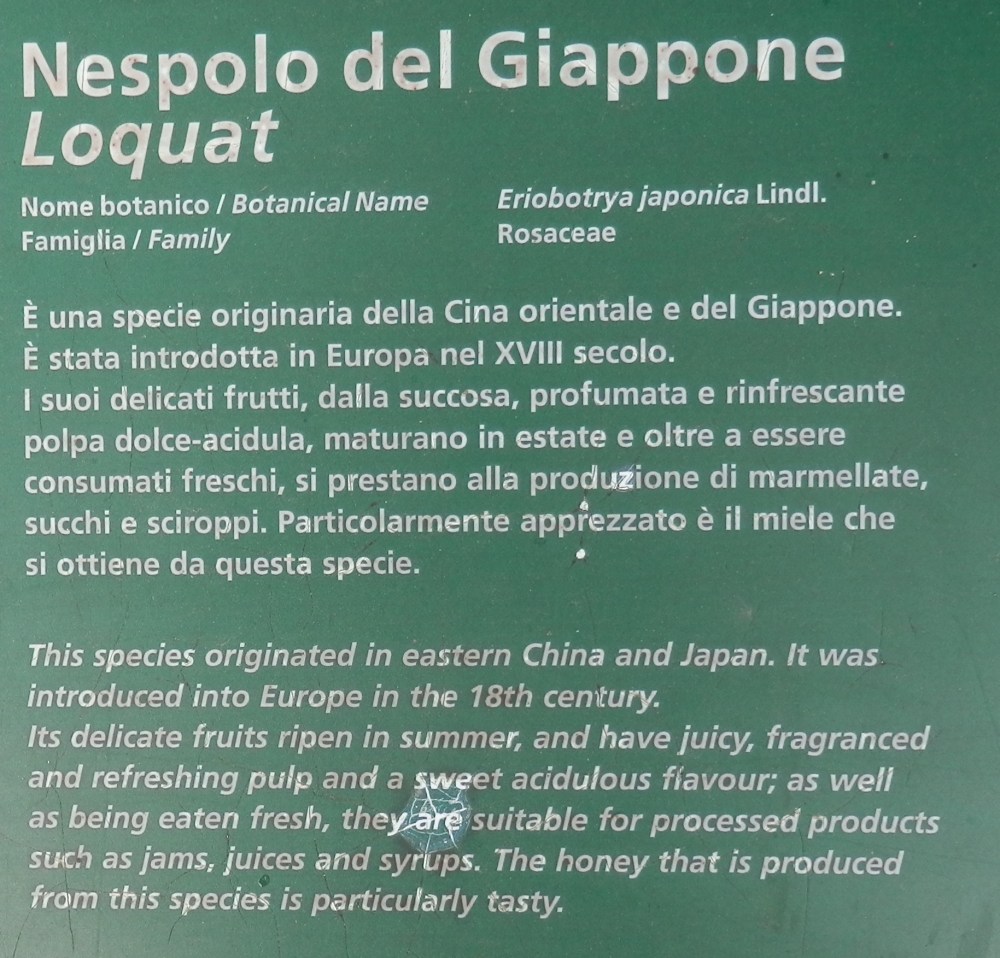 Nespolo del Giappone
Loquat
Nome botanico / Botanical Name Eriobotrya japonica Lindl.
Famiglia / Family Rosaceae
È una specie originaria della Cina orientale e del Giappone.
È stata introdotta in Europa nel XVIII secolo.
I suoi delicati frutti, dalla succosa, profumata e rinfrescante
polpa dolce-acidula, maturano in estate e oltre a essere
consumati freschi, si prestano alla produzione di marmellate,
succhi e sciroppi. Particolarmente apprezzato è il miele che
si ottiene da questa specie.
This species originated in eastern China and Japan. It was
introduced into Europe in the 18th century.
Its delicate fruits ripen in summer, and have juicy, fragranced
and refreshing pulp and a sweet acidulous flavour; as well
as being eaten fresh, they are suitable for processed products
such as jams, juices and syrups. The honey that is produced
from this species is particularly tasty.